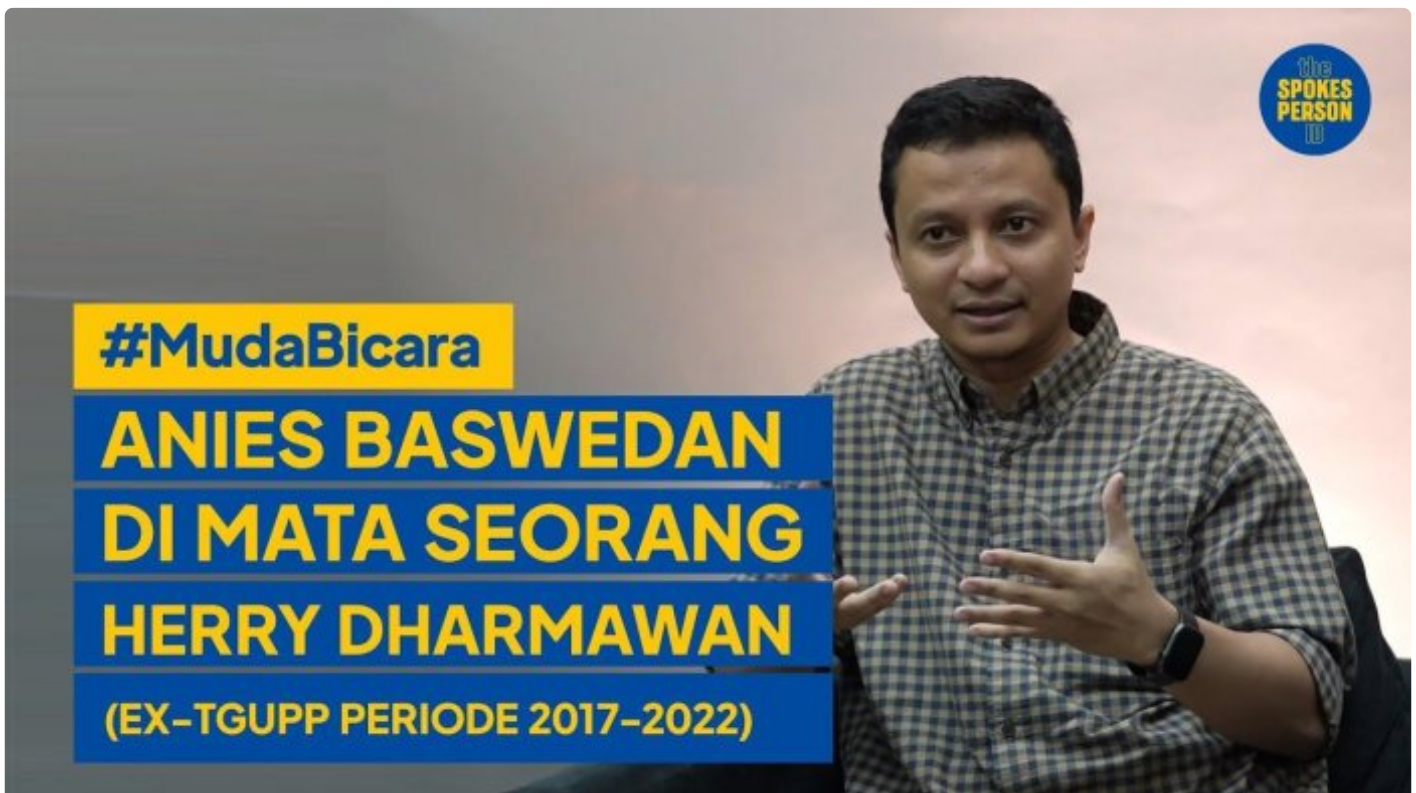 the
SPOKES
PERSON
ID
#MudaBicara
ANIES BASWEDAN
DI MATA SEORANG
HERRY DHARMAWAN
(EX-TGUPP PERIODE 2017-2022)